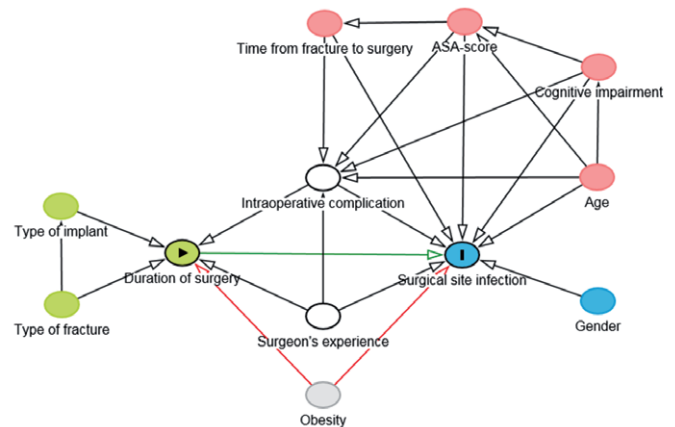 Time from fracture to surgery
ASA-score
Cognitive impairment
Intraoperative complication
Age
Type of implant
Duration of surgery
Surgical site infection
Type of fracture
Surgeon's experience
Gender
Obesity